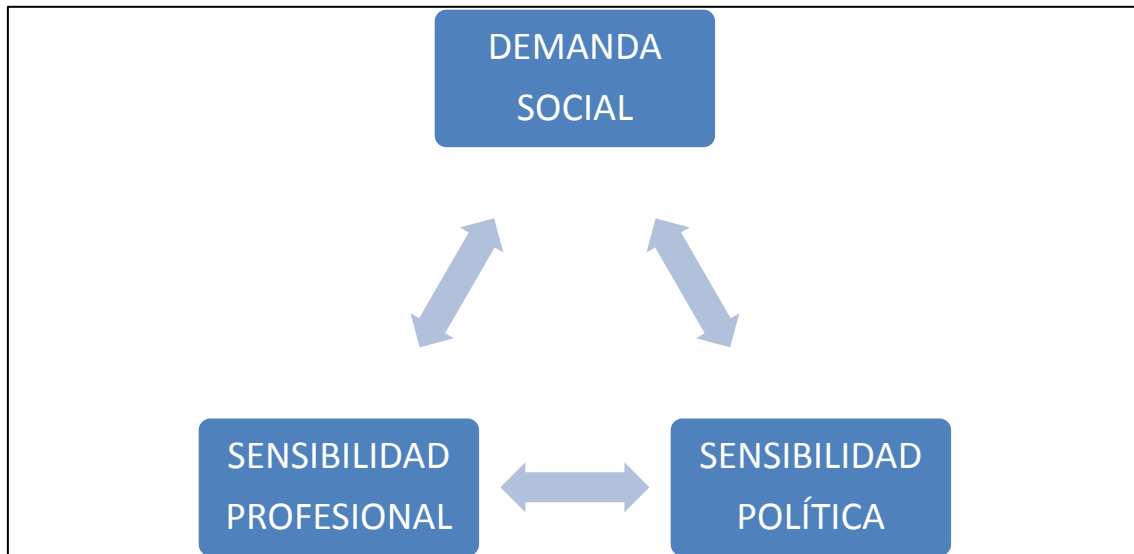 DEMANDA
SOCIAL
SENSIBILIDAD
PROFESIONAL
SENSIBILIDAD
POLÍTICA